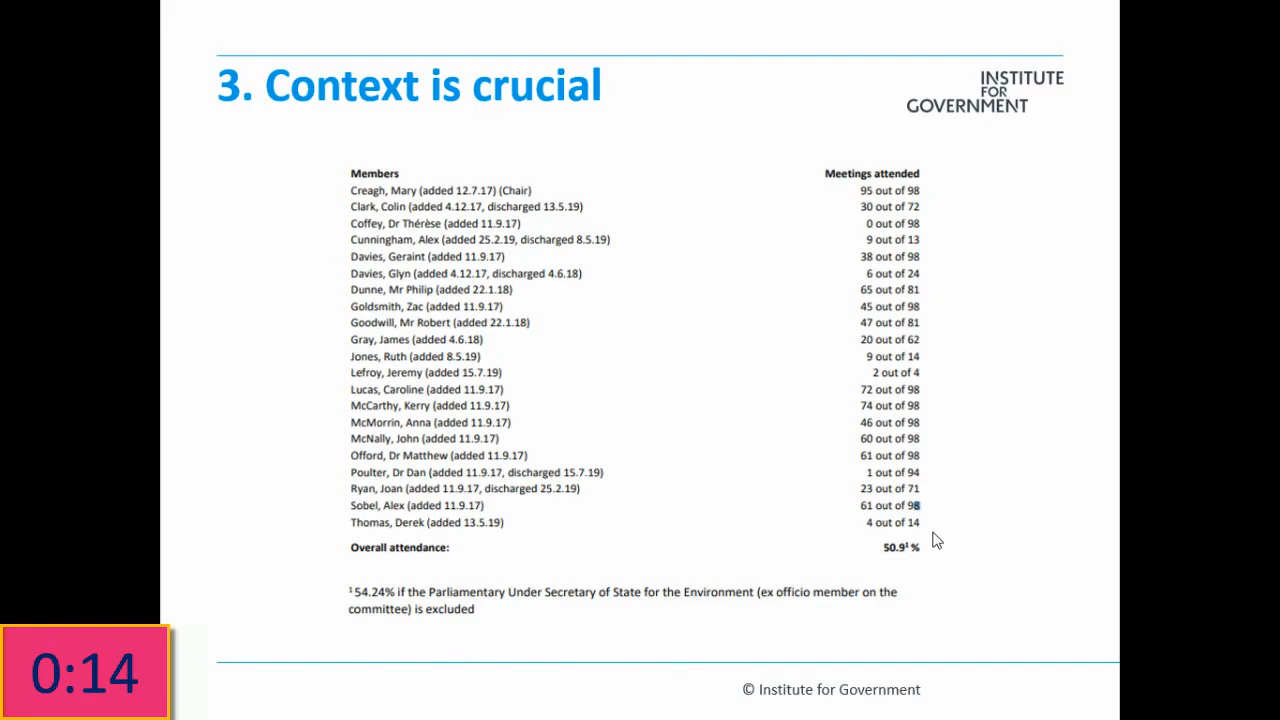 3. Context is crucial
INSTITUTE
FOR
GOVERNMENT
Members Meetings attended
Creagh, Mary (added 12.7.17) (Chair) 95 out of 98
Clark, Colin (added 4.12.17, discharged 13.5.19) 30 out of 72
Coffey, Dr Thérèse (added 11.9.17) 0 out of 98
Cunningham, Alex (added 25.2.19, discharged 8.5.19) 9 out of 13
Davies, Geraint (added 11.9.17) 38 out of 98
Davies, Glyn (added 4.12.17, discharged 4.6.18) 6 out of 24
Dunne, Mr Philip (added 22.1.18) 65 out of 81
Goldsmith, Zac (added 11.9.17) 45 out of 98
Goodwill, Mr Robert (added 22.1.18) 47 out of 81
Gray, James (added 4.6.18) 20 out of 62
Jones, Ruth (added 8.5.19) 9 out of 14
Lefroy, Jeremy (added 15.7.19) 2 out of 4
Lucas, Caroline (added 11.9.17) 72 out of 98
McCarthy, Kerry (added 11.9.17) 74 out of 98
McMorrin, Anna (added 11.9.17) 46 out of 98
McNally, John (added 11.9.17) 60 out of 98
Offord, Dr Matthew (added 11.9.17) 61 out of 98
Poulter, Dr Dan (added 11.9.17, discharged 15.7.19) 1 out of 94
Ryan, Joan (added 11.9.17, discharged 25.2.19) 23 out of 71
Sobel, Alex (added 11.9.17) 61 out of 98
Thomas, Derek (added 13.5.19) 4 out of 14
Overall attendance: 50.9¹ %
¹ 54.24% if the Parliamentary Under Secretary of State for the Environment (ex officio member on the
committee) is excluded
0:14
© Institute for Government